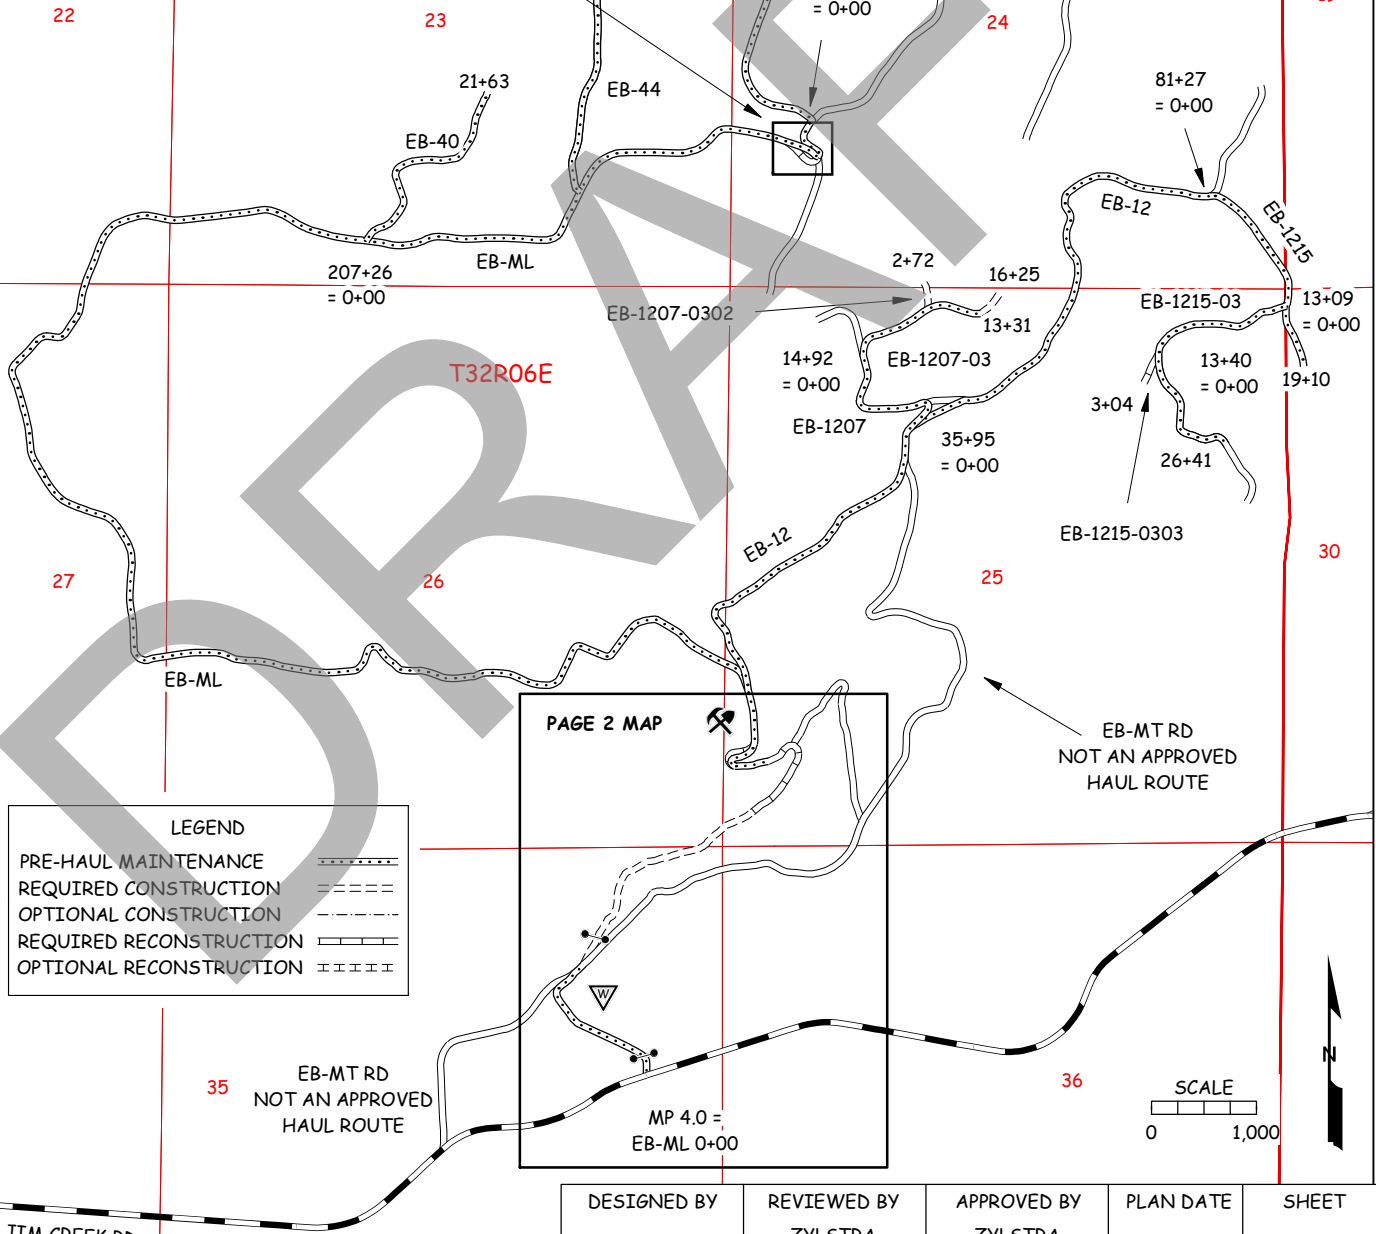 22
23
= 0+00
24
21+63
EB-44
81+27
= 0+00
EB-40
EB-12
EB-1215
EB-ML
207+26
= 0+00
2+72
16+25
EB-1207-0302
13+31
EB-1215-03
13+09
= 0+00
14+92
= 0+00
EB-1207-03
13+40
= 0+00
19+10
T32R06E
3+04
EB-1207
35+95
= 0+00
26+41
EB-12
EB-1215-0303
30
27
26
25
EB-ML
PAGE 2 MAP
EB-MT RD
NOT AN APPROVED
HAUL ROUTE
LEGEND
PRE-HAUL MAINTENANCE
REQUIRED CONSTRUCTION
OPTIONAL CONSTRUCTION
REQUIRED RECONSTRUCTION
OPTIONAL RECONSTRUCTION
W
N
35
EB-MT RD
NOT AN APPROVED
HAUL ROUTE
36
SCALE
0 1,000
MP 4.0 =
EB-ML 0+00
DESIGNED BY REVIEWED BY APPROVED BY PLAN DATE SHEET
ZYLSTRA ZYLSTRA
JIM CREEK RD
DRAFT